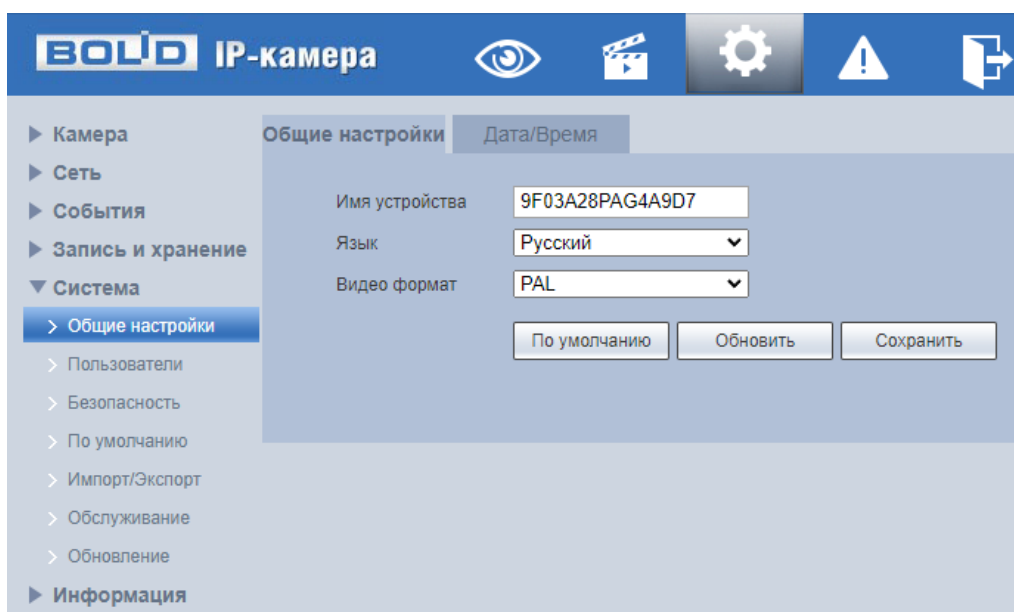 BOLID IP-камера
Камера
Сеть
События
Запись и хранение
Система
Общие настройки
Пользователи
Безопасность
По умолчанию
Импорт/Экспорт
Обслуживание
Обновление
Информация
Общие настройки Дата/Время
Имя устройства 9F03A28PAG4A9D7
Язык Русский
Видео формат PAL
По умолчанию Обновить Сохранить